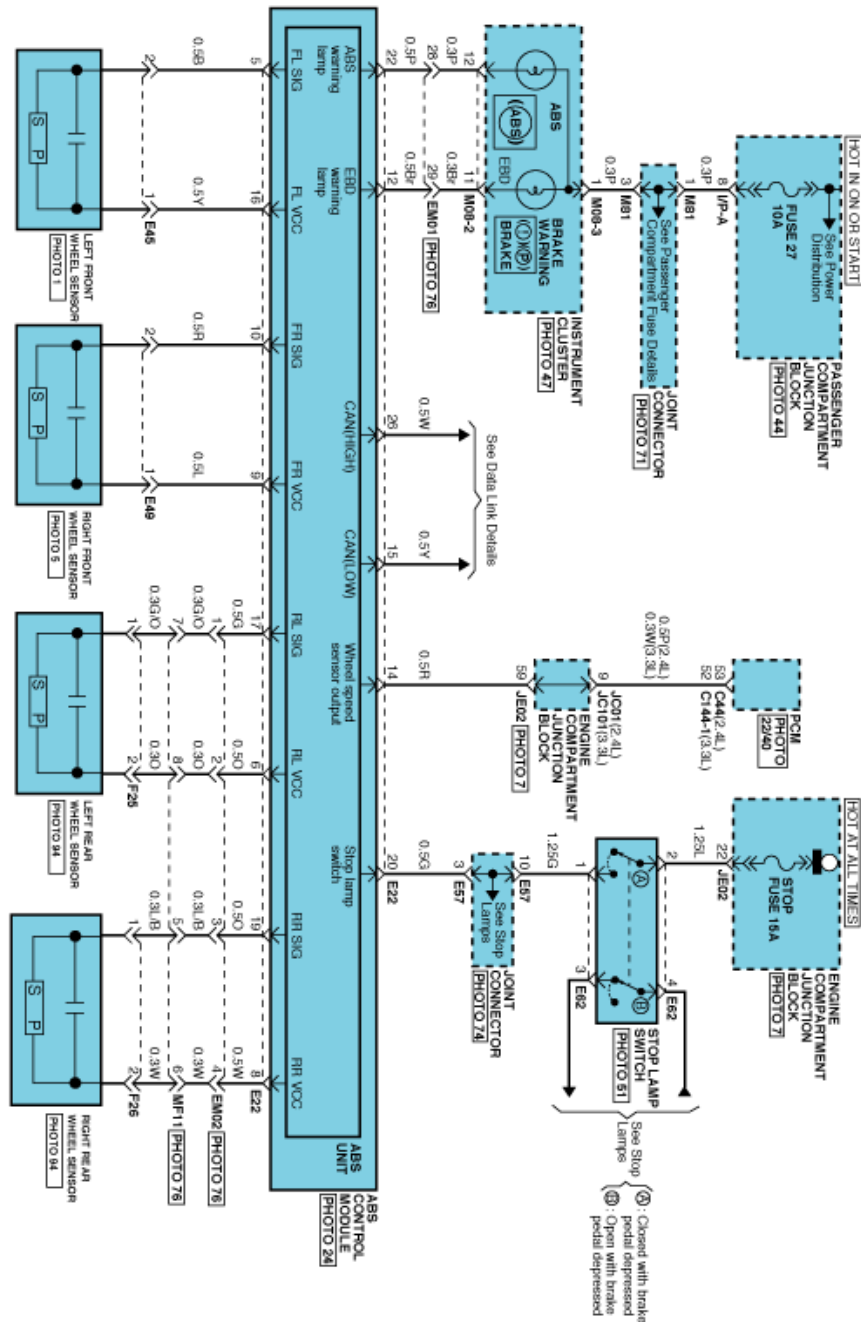 HOT IN ON OR START
See Power
Distribution
FUSE 27
10A
PASSENGER
COMPARTMENT
JUNCTION
BLOCK
PHOTO 44
8
I/P-A
0.3P
1
M81
See Passenger
Compartment Fuse Details
JOINT
CONNECTOR
PHOTO 71
3
M81
0.3P
1
M08-3
ABS
(ABS)
EBD
BRAKE
WARNING
(!)(P)
BRAKE
INSTRUMENT
CLUSTER
PHOTO 47
12
11
M08-2
0.3P
0.3Br
28
29
EM01
PHOTO 76
0.5P
0.5Br
22
12
See Data Link Details
0.5W
0.5Y
26
15
PCM
PHOTO
22/40
53
C44(2.4L)
52
C144-1(3.3L)
0.5P(2.4L)
0.3W(3.3L)
9
JC01(2.4L)
JC101(3.3L)
ENGINE
COMPARTMENT
JUNCTION
BLOCK
59
JE02
PHOTO 7
0.5R
14
HOT AT ALL TIMES
STOP
FUSE 15A
ENGINE
COMPARTMENT
JUNCTION
BLOCK
PHOTO 7
22
JE02
1.25L
2
4
E62
A
B
STOP LAMP
SWITCH
PHOTO 51
1
3
E62
See Stop
Lamps
A : Closed with brake
pedal depressed
B : Open with brake
pedal depressed
1.25G
10
E57
See Stop
Lamps
JOINT
CONNECTOR
PHOTO 74
3
E57
0.5G
20
E22
ABS
warning
lamp
EBD
warning
lamp
CAN(HIGH)
CAN(LOW)
Wheel speed
sensor output
Stop lamp
switch
ABS
UNIT
ABS
CONTROL
MODULE
PHOTO 24
FL SIG
FL VCC
FR SIG
FR VCC
RL SIG
RL VCC
RR SIG
RR VCC
5
16
10
9
17
6
19
8
E22
0.5B
0.5Y
0.5R
0.5L
0.5G
0.5O
0.5O
0.5W
1
2
3
4
EM02
PHOTO 76
0.3G/O
0.3O
0.3L/B
0.3W
7
8
5
6
MF11
PHOTO 76
0.3G/O
0.3O
0.3L/B
0.3W
2
1
E45
2
1
E49
1
2
F25
1
2
F26
S P
S P
S P
S P
LEFT FRONT
WHEEL SENSOR
PHOTO 1
RIGHT FRONT
WHEEL SENSOR
PHOTO 5
LEFT REAR
WHEEL SENSOR
PHOTO 94
RIGHT REAR
WHEEL SENSOR
PHOTO 94